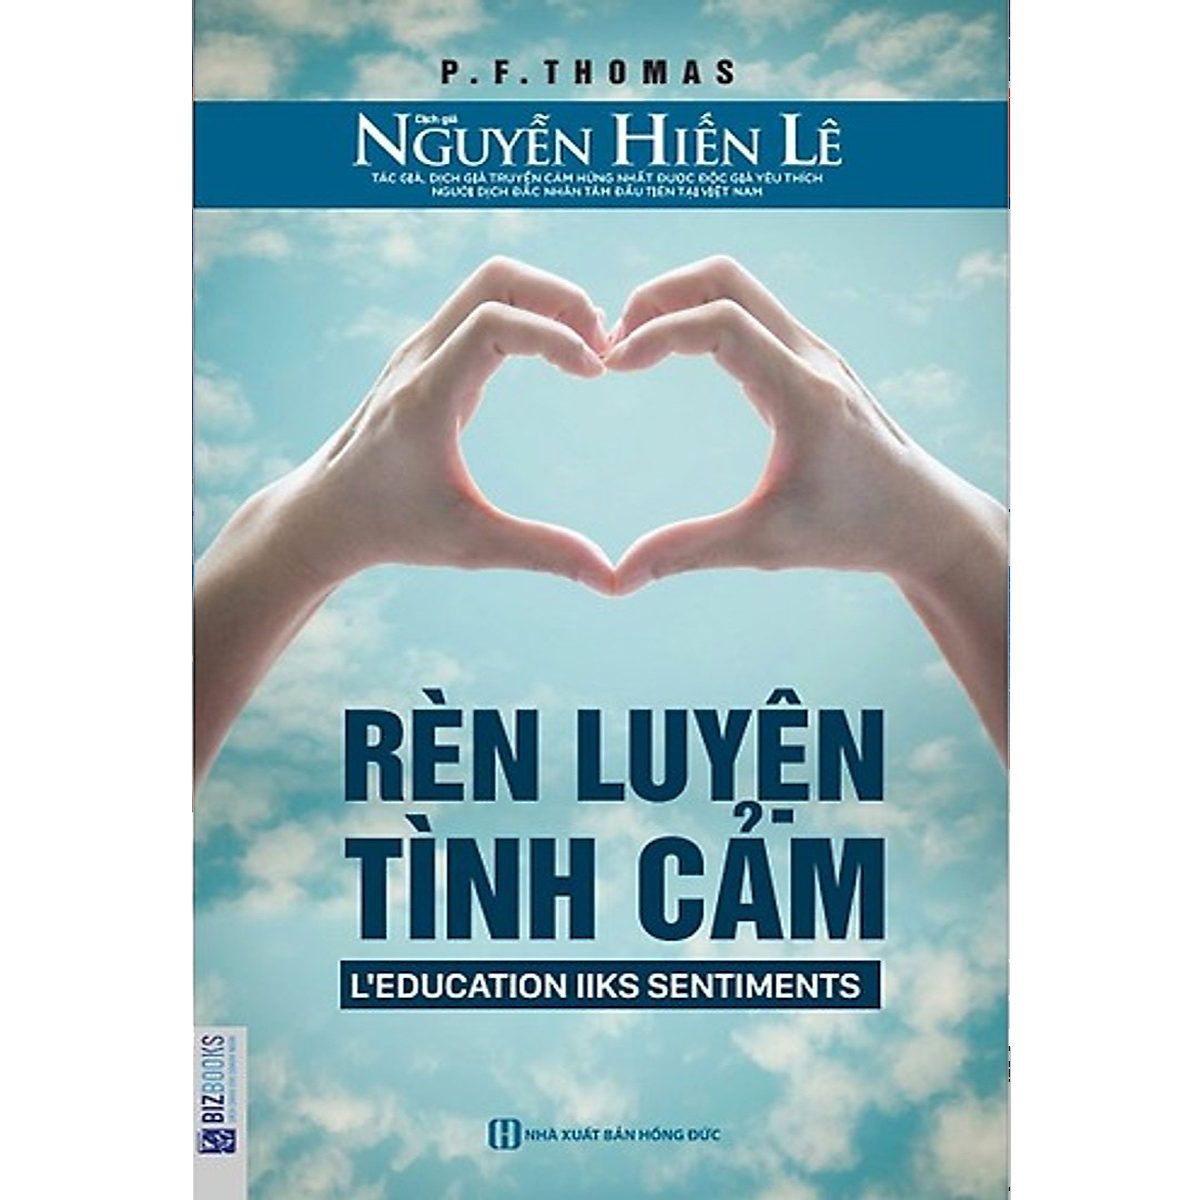 P. F. THOMAS
Dịch giả
NGUYỄN HIẾN LÊ
TÁC GIẢ, DỊCH GIẢ TRUYỀN CẢM HỨNG NHẤT ĐƯỢC ĐỘC GIẢ YÊU THÍCH
NGƯỜI DỊCH ĐẮC NHÂN TÂM ĐẦU TIÊN TẠI VIỆT NAM
RÈN LUYỆN
TÌNH CẢM
L'EDUCATION IIKS SENTIMENTS
BIZBOOKS
NHÀ XUẤT BẢN HỒNG ĐỨC